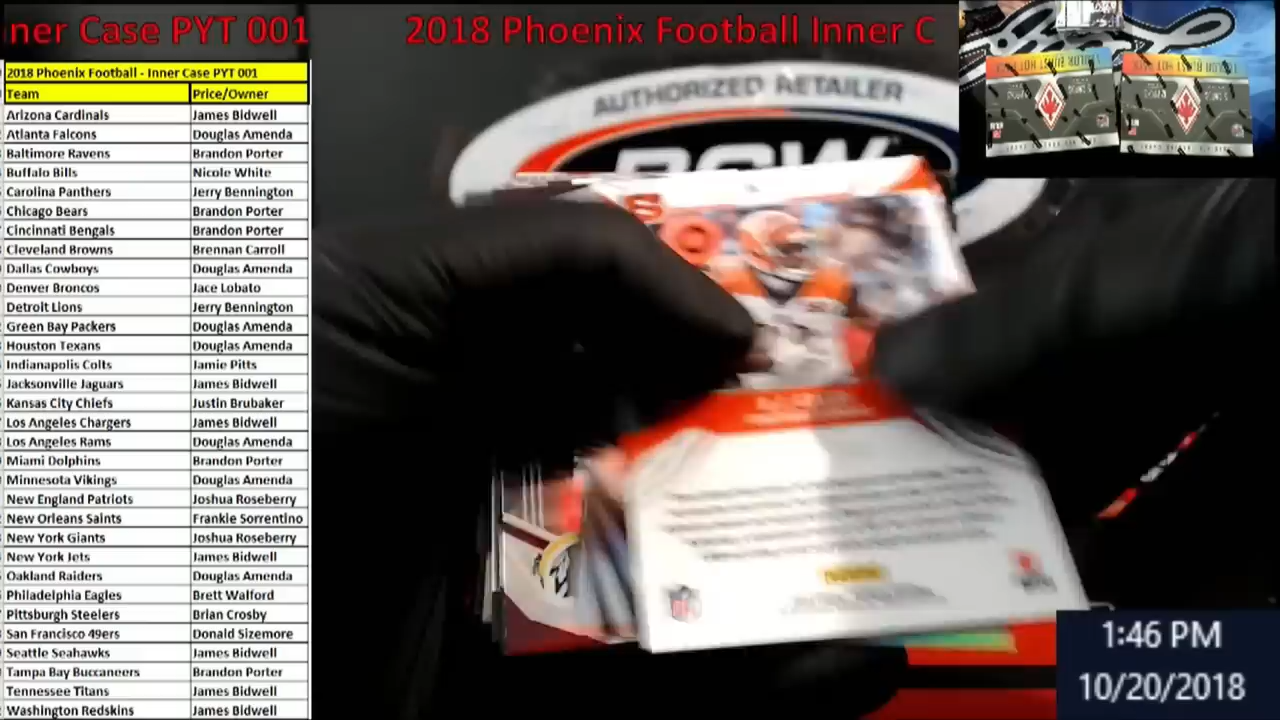 ner Case PYT 001
2018 Phoenix Football Inner C
2018 Phoenix Football - Inner Case PYT 001
Team Price/Owner
Arizona Cardinals James Bidwell
Atlanta Falcons Douglas Amenda
Baltimore Ravens Brandon Porter
Buffalo Bills Nicole White
Carolina Panthers Jerry Bennington
Chicago Bears Brandon Porter
Cincinnati Bengals Brandon Porter
Cleveland Browns Brennan Carroll
Dallas Cowboys Douglas Amenda
Denver Broncos Jace Lobato
Detroit Lions Jerry Bennington
Green Bay Packers Douglas Amenda
Houston Texans Douglas Amenda
Indianapolis Colts Jamie Pitts
Jacksonville Jaguars James Bidwell
Kansas City Chiefs Justin Brubaker
Los Angeles Chargers James Bidwell
Los Angeles Rams Douglas Amenda
Miami Dolphins Brandon Porter
Minnesota Vikings Douglas Amenda
New England Patriots Joshua Roseberry
New Orleans Saints Frankie Sorrentino
New York Giants Joshua Roseberry
New York Jets James Bidwell
Oakland Raiders Douglas Amenda
Philadelphia Eagles Brett Walford
Pittsburgh Steelers Brian Crosby
San Francisco 49ers Donald Sizemore
Seattle Seahawks James Bidwell
Tampa Bay Buccaneers Brandon Porter
Tennessee Titans James Bidwell
Washington Redskins James Bidwell
AUTHORIZED RETAILER
BCW
PANINI
NFL
1:46 PM
10/20/2018